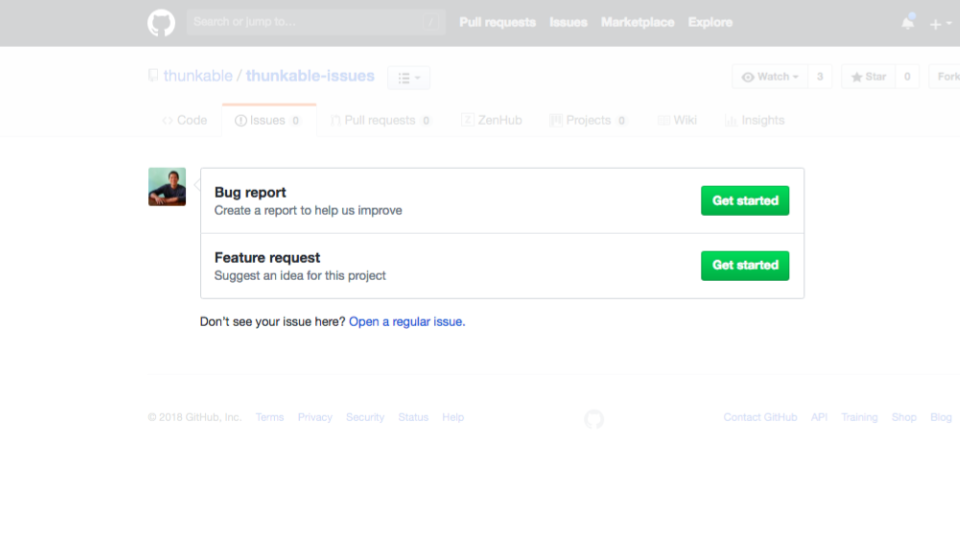 Search or jump to... /
Pull requests Issues Marketplace Explore
thunkable / thunkable-issues
Watch 3 Star 0 Fork
Code Issues 0 Pull requests 0 ZenHub Projects 0 Wiki Insights
Bug report
Create a report to help us improve
Get started
Feature request
Suggest an idea for this project
Get started
Don't see your issue here? Open a regular issue.
© 2018 GitHub, Inc. Terms Privacy Security Status Help
Contact GitHub API Training Shop Blog